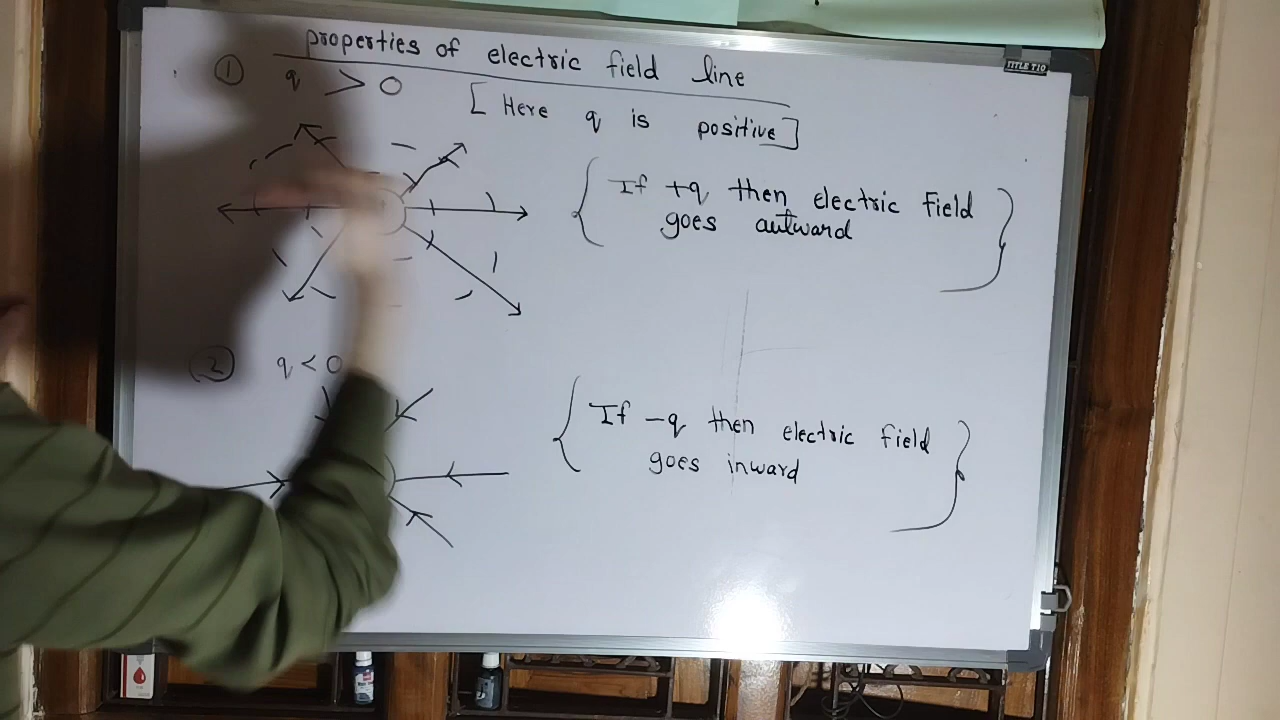 properties of electric field line
① q > 0
[ Here q is positive ]
If +q then electric Field
goes autward
② q < 0
If -q then electric field
goes inward